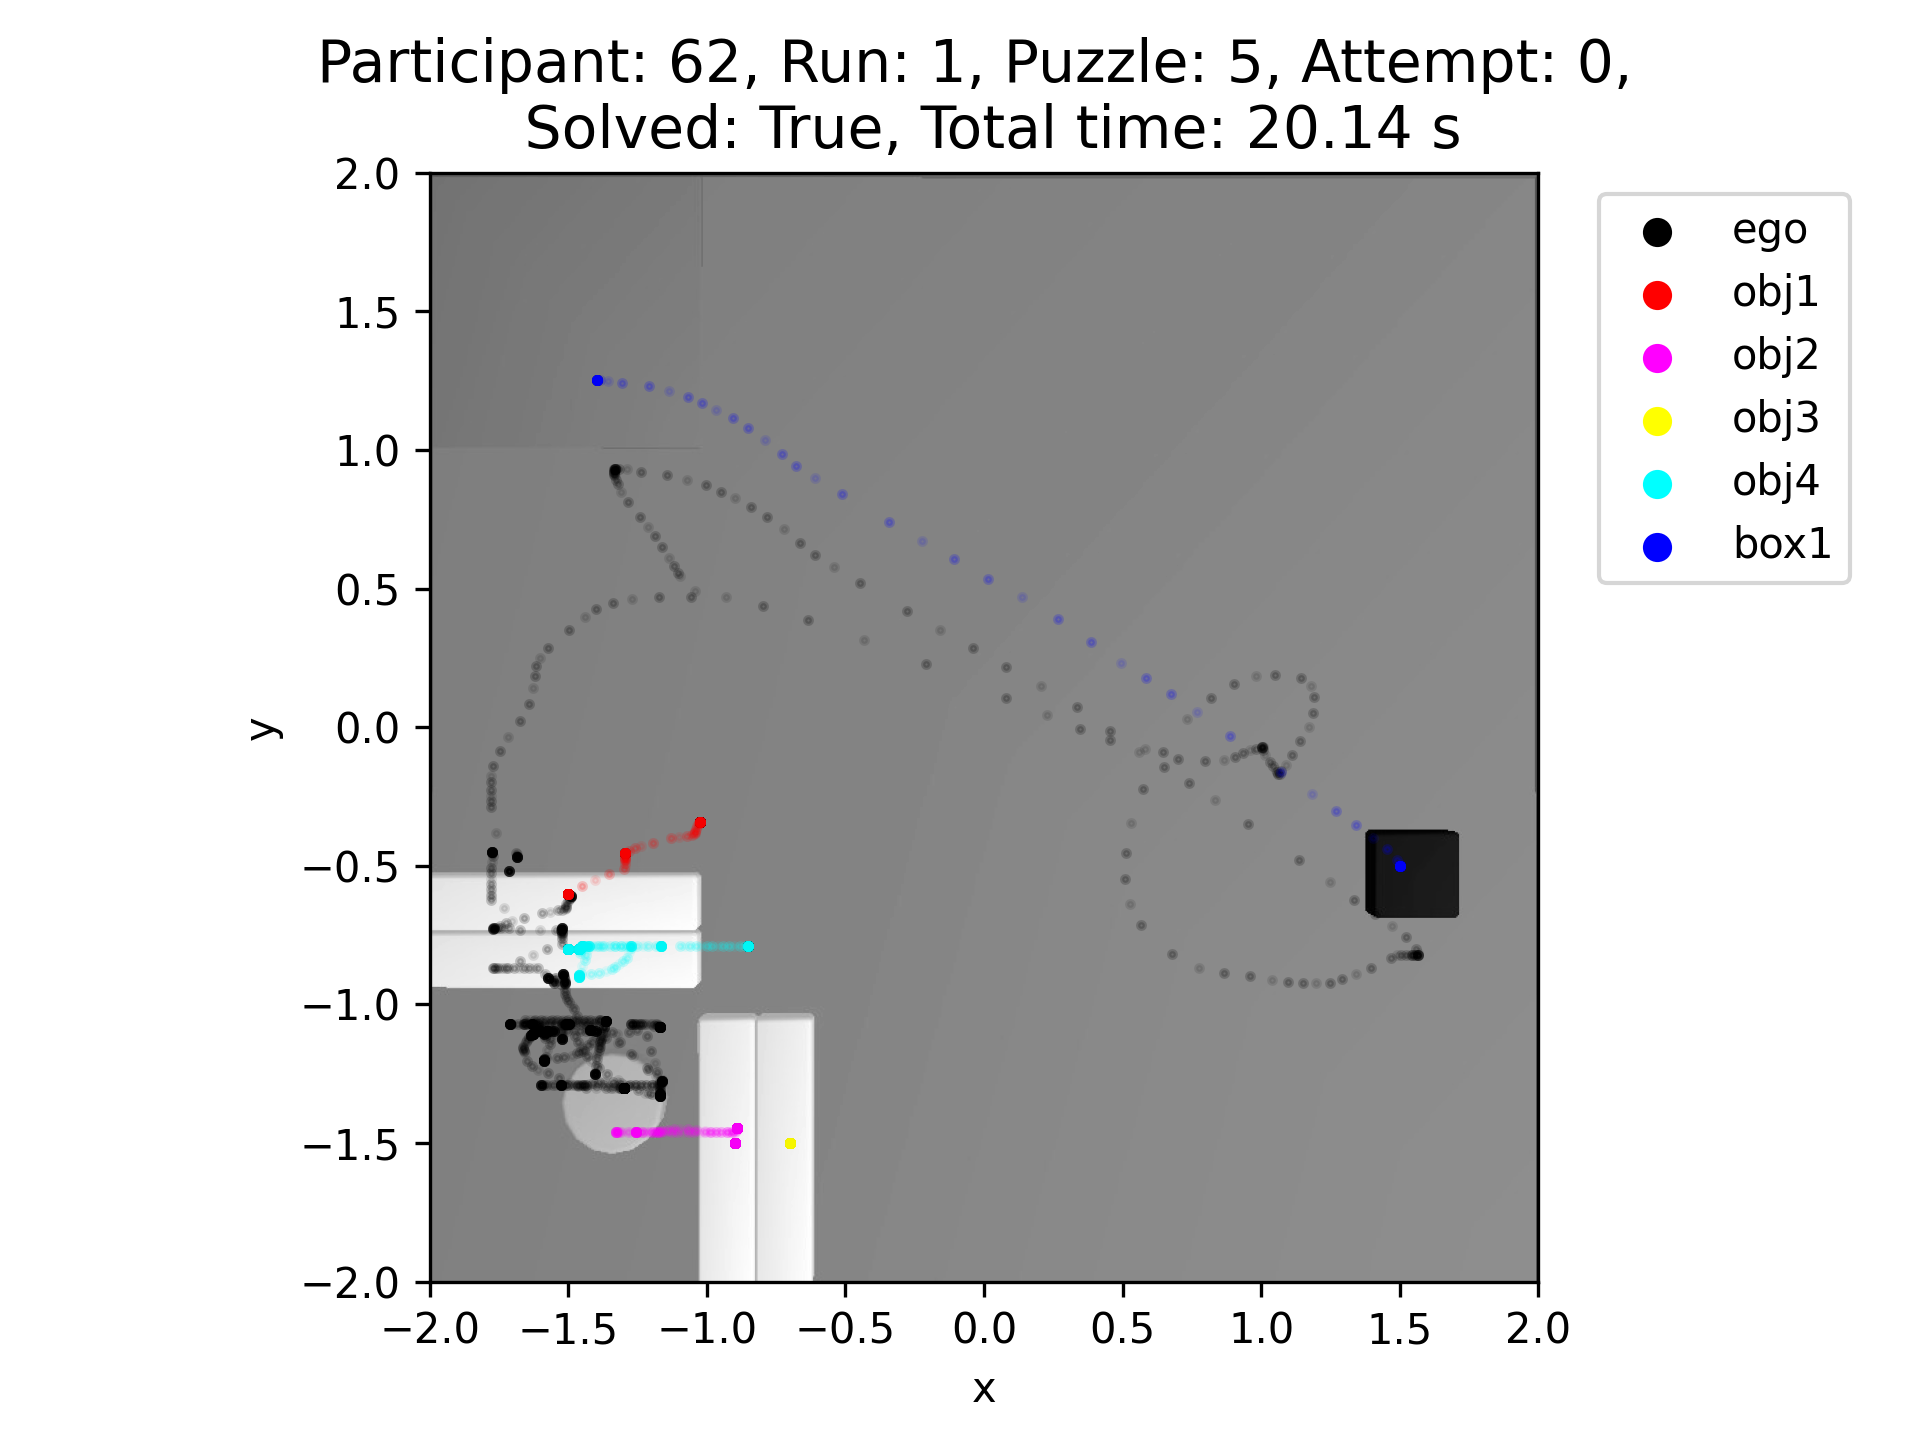 Participant: 62, Run: 1, Puzzle: 5, Attempt: 0,
Solved: True, Total time: 20.14 s
2.0
1.5
1.0
0.5
0.0
−0.5
−1.0
−1.5
−2.0
y
−2.0 −1.5 −1.0 −0.5 0.0 0.5 1.0 1.5 2.0
x
ego
obj1
obj2
obj3
obj4
box1